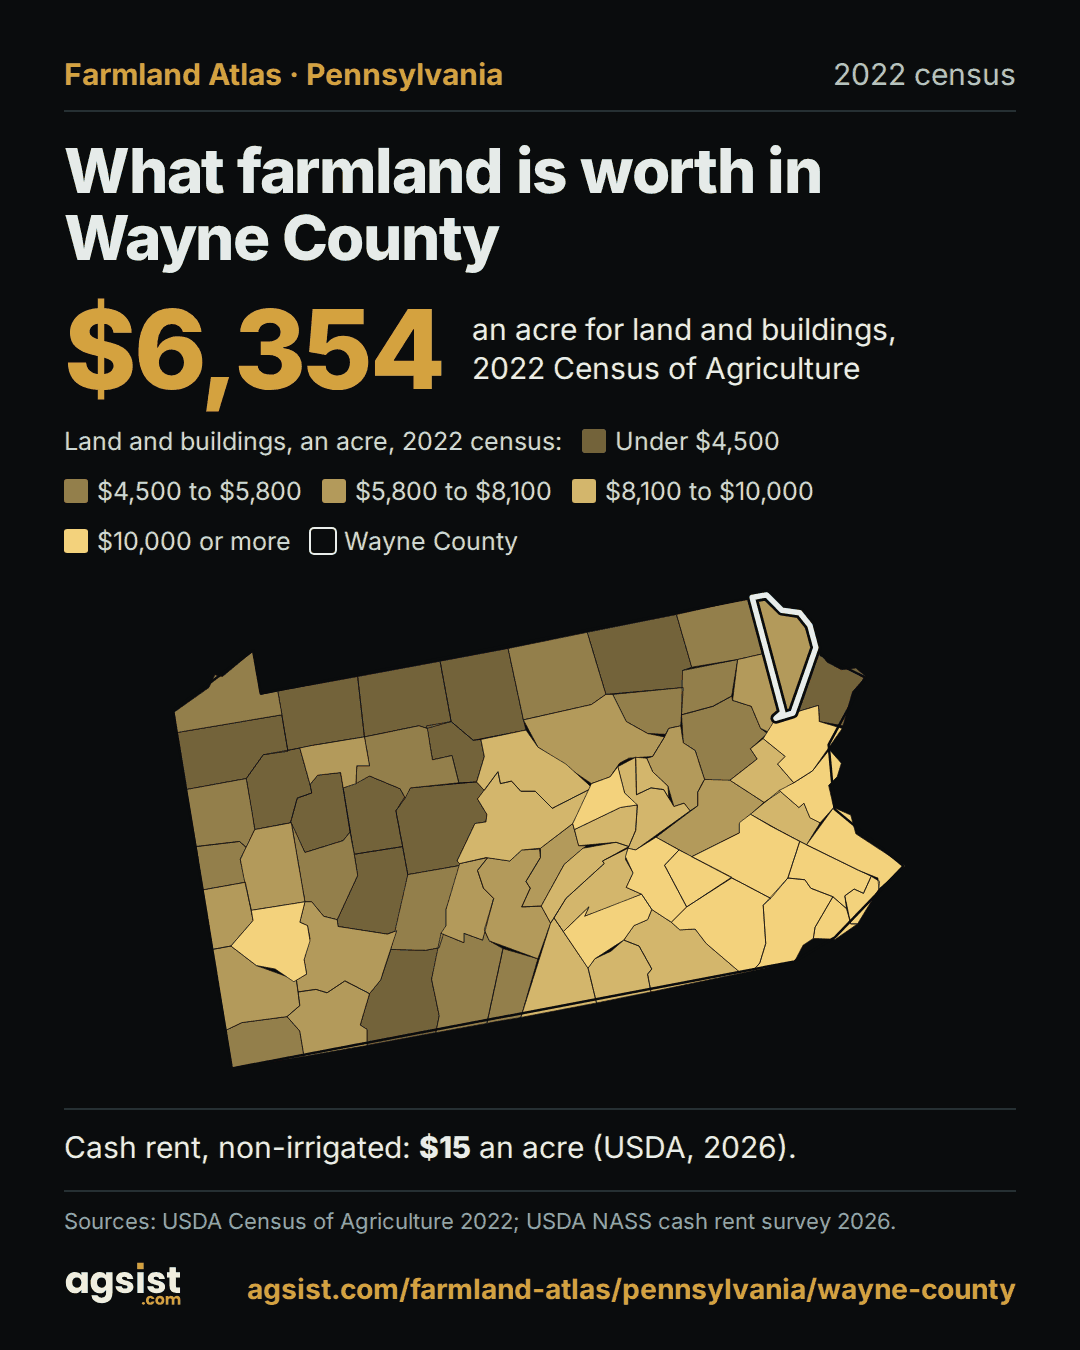 Farmland Atlas · Pennsylvania
2022 census
What farmland is worth in
Wayne County
$6,354
an acre for land and buildings,
2022 Census of Agriculture
Land and buildings, an acre, 2022 census: Under $4,500
$4,500 to $5,800 $5,800 to $8,100 $8,100 to $10,000
$10,000 or more Wayne County
Cash rent, non-irrigated: $15 an acre (USDA, 2026).
Sources: USDA Census of Agriculture 2022; USDA NASS cash rent survey 2026.
agsist
.com
agsist.com/farmland-atlas/pennsylvania/wayne-county